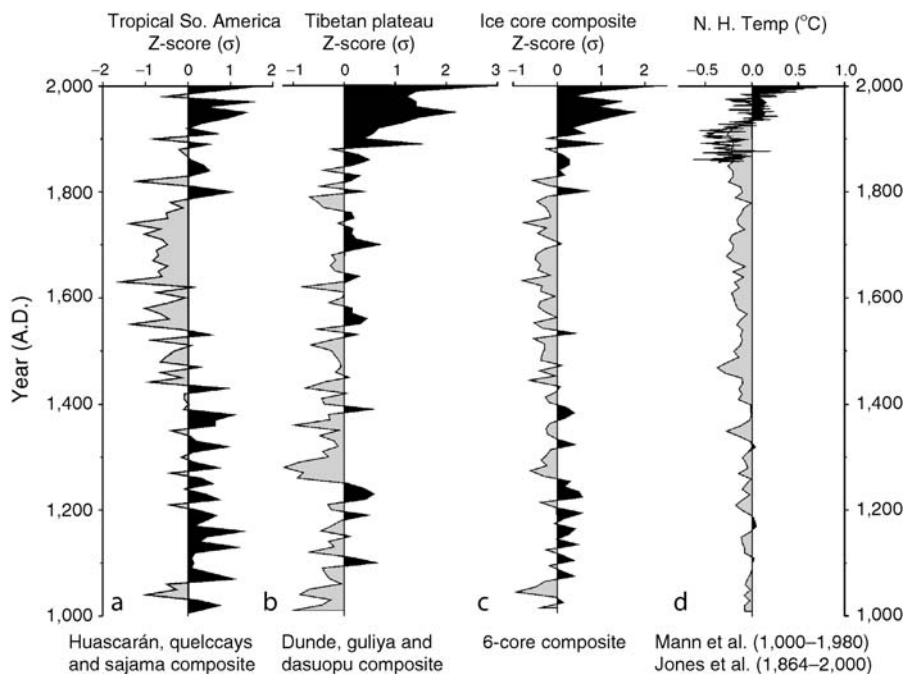 Tropical So. America
Z-score (σ)
−2 −1 0 1 2
Tibetan plateau
Z-score (σ)
−1 0 1 2 3
Ice core composite
Z-score (σ)
−1 0 1 2
N. H. Temp (°C)
−0.5 0.0 0.5 1.0
2,000
1,800
1,600
1,400
1,200
1,000
Year (A.D.)
2,000
1,800
1,600
1,400
1,200
1,000
a
b
c
d
Huascarán, quelccays
and sajama composite
Dunde, guliya and
dasuopu composite
6-core composite
Mann et al. (1,000–1,980)
Jones et al. (1,864–2,000)